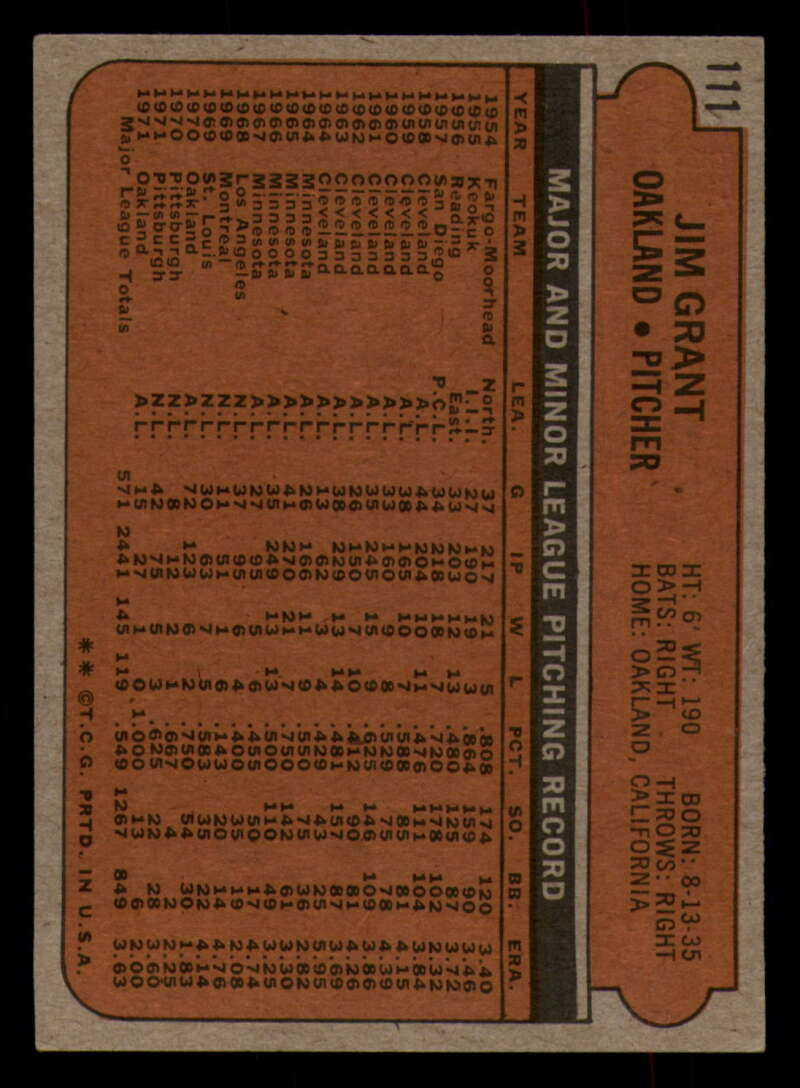 111
JIM GRANT
OAKLAND • PITCHER
HT: 6' WT: 190 BORN: 8-13-35
BATS: RIGHT THROWS: RIGHT
HOME: OAKLAND, CALIFORNIA
MAJOR AND MINOR LEAGUE PITCHING RECORD
YEAR TEAM LEA. G IP W L PCT. SO. BB. ERA.
1954 Fargo-Moorhead North. 37 217 21 5 .808 174 120 3.40
1955 Keokuk I.I.I. 27 190 19 3 .864 159 90 3.46
1956 Reading East. 33 203 12 13 .480 125 87 3.72
1957 San Diego P.C.L. 34 218 18 7 .720 178 102 2.32
1958 Cleveland A.L. 44 204 10 11 .476 111 104 3.84
1959 Cleveland A.L. 38 165 10 7 .588 85 81 4.15
1960 Cleveland A.L. 33 160 9 8 .529 75 78 4.39
1961 Cleveland A.L. 35 245 15 9 .625 146 109 3.86
1962 Cleveland A.L. 26 150 7 10 .412 90 81 4.26
1963 Cleveland A.L. 38 229 13 14 .481 157 87 3.69
1964 Cleveland A.L. 13 62 3 4 .429 43 25 5.95
1964 Minnesota A.L. 26 166 11 9 .550 75 36 2.82
1965 Minnesota A.L. 41 270 21 7 .750 142 61 3.30
1966 Minnesota A.L. 35 249 13 13 .500 110 49 3.25
1967 Minnesota A.L. 27 95 5 6 .455 50 17 4.74
1968 Los Angeles N.L. 37 95 6 4 .600 35 19 2.08
1969 Montreal N.L. 11 51 1 6 .143 20 14 4.76
1969 St. Louis N.L. 30 63 7 5 .583 35 22 4.14
1970 Oakland A.L. 72 123 6 2 .750 54 30 1.83
1970 Pittsburgh N.L. 8 12 2 1 .667 4 2 2.25
1971 Pittsburgh N.L. 42 75 5 3 .625 22 28 3.60
1971 Oakland A.L. 15 27 1 0 1.000 13 6 2.00
Major League Totals 571 2441 145 119 .549 1267 849 3.63
** ©T.C.G. PRTD. IN U.S.A.